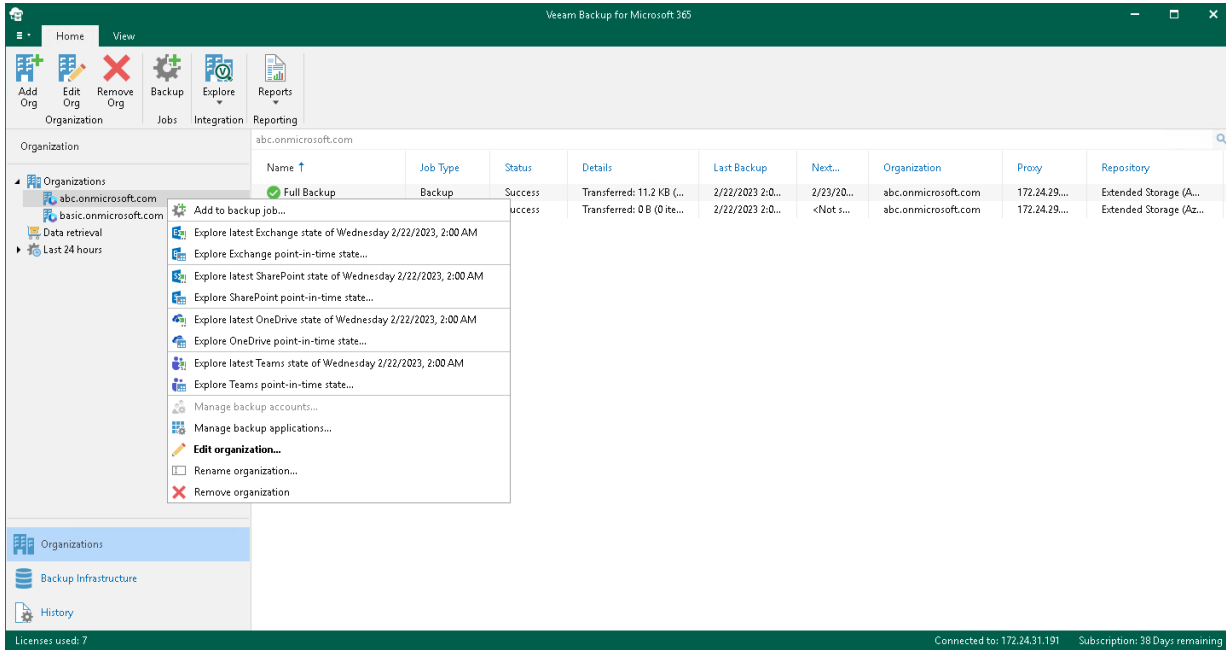 Veeam Backup for Microsoft 365
Home View
Add Org
Edit Org
Remove Org
Backup
Explore
Reports
Organization Jobs Integration Reporting
Organization
abc.onmicrosoft.com
Organizations
abc.onmicrosoft.com
basic.onmicrosoft.com
Data retrieval
Last 24 hours
Name Job Type Status Details Last Backup Next... Organization Proxy Repository
Full Backup Backup Success Transferred: 11.2 KB (... 2/22/2023 2:0... 2/23/20... abc.onmicrosoft.com 172.24.29.... Extended Storage (A...
uccess Transferred: 0 B (0 ite... 2/22/2023 2:0... <Not s... abc.onmicrosoft.com 172.24.29.... Extended Storage (Az...
Add to backup job...
Explore latest Exchange state of Wednesday 2/22/2023, 2:00 AM
Explore Exchange point-in-time state...
Explore latest SharePoint state of Wednesday 2/22/2023, 2:00 AM
Explore SharePoint point-in-time state...
Explore latest OneDrive state of Wednesday 2/22/2023, 2:00 AM
Explore OneDrive point-in-time state...
Explore latest Teams state of Wednesday 2/22/2023, 2:00 AM
Explore Teams point-in-time state...
Manage backup accounts...
Manage backup applications...
Edit organization...
Rename organization...
Remove organization
Organizations
Backup Infrastructure
History
Licenses used: 7
Connected to: 172.24.31.191 Subscription: 38 Days remaining